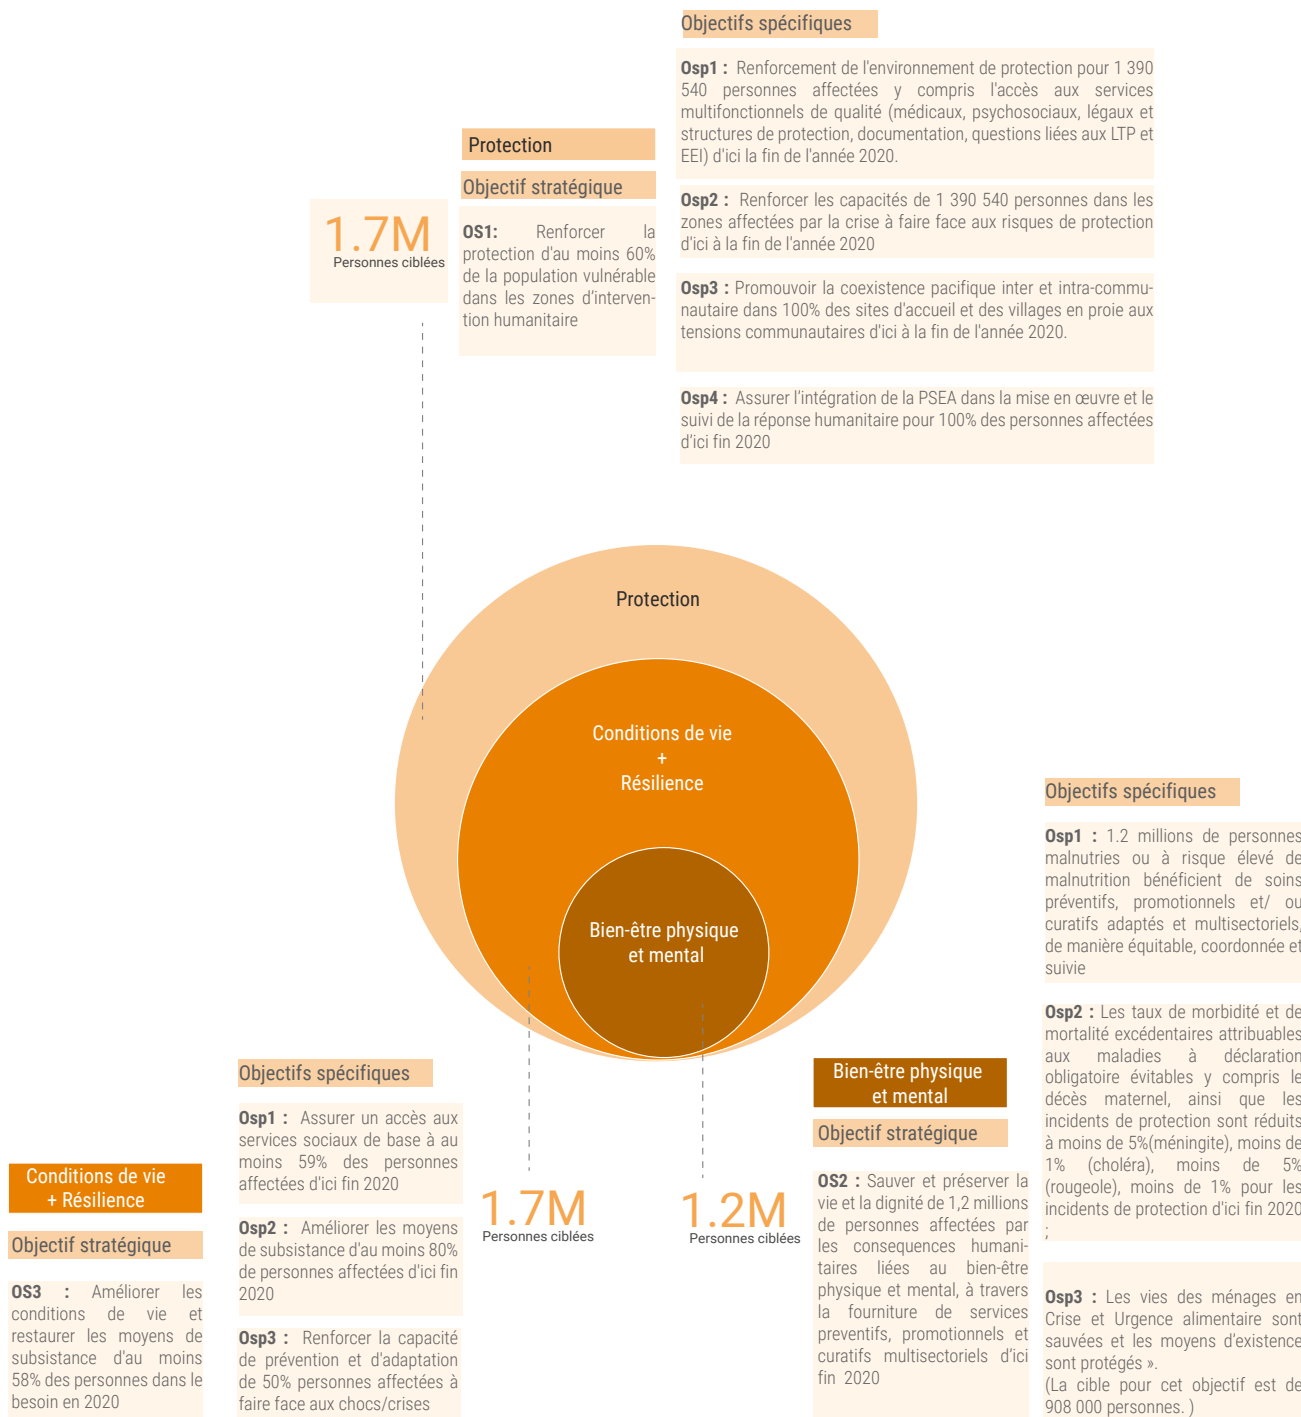 Objectifs spécifiques
Osp1 : Renforcement de l'environnement de protection pour 1 390
540 personnes affectées y compris l'accès aux services
multifonctionnels de qualité (médicaux, psychosociaux, légaux et
structures de protection, documentation, questions liées aux LTP et
EEI) d'ici la fin de l'année 2020.
Osp2 : Renforcer les capacités de 1 390 540 personnes dans les
zones affectées par la crise à faire face aux risques de protection
d'ici à la fin de l'année 2020
Osp3 : Promouvoir la coexistence pacifique inter et intra-commu-
nautaire dans 100% des sites d'accueil et des villages en proie aux
tensions communautaires d'ici à la fin de l'année 2020.
Osp4 : Assurer l'intégration de la PSEA dans la mise en œuvre et le
suivi de la réponse humanitaire pour 100% des personnes affectées
d'ici fin 2020
Protection
Objectif stratégique
OS1: Renforcer la
protection d'au moins 60%
de la population vulnérable
dans les zones d'interven-
tion humanitaire
1.7M
Personnes ciblées
Protection
Conditions de vie
+
Résilience
Bien-être physique
et mental
Objectifs spécifiques
Osp1 : 1.2 millions de personnes
malnutries ou à risque élevé de
malnutrition bénéficient de soins
préventifs, promotionnels et/ ou
curatifs adaptés et multisectoriels,
de manière équitable, coordonnée et
suivie
Osp2 : Les taux de morbidité et de
mortalité excédentaires attribuables
aux maladies à déclaration
obligatoire évitables y compris le
décès maternel, ainsi que les
incidents de protection sont réduits
à moins de 5%(méningite), moins de
1% (choléra), moins de 5%
(rougeole), moins de 1% pour les
incidents de protection d'ici fin 2020
;
Osp3 : Les vies des ménages en
Crise et Urgence alimentaire sont
sauvées et les moyens d'existence
sont protégés ».
(La cible pour cet objectif est de
908 000 personnes. )
Bien-être physique
et mental
Objectif stratégique
OS2 : Sauver et préserver la
vie et la dignité de 1,2 millions
de personnes affectées par
les consequences humani-
taires liées au bien-être
physique et mental, à travers
la fourniture de services
preventifs, promotionnels et
curatifs multisectoriels d'ici
fin 2020
1.2M
Personnes ciblées
1.7M
Personnes ciblées
Objectifs spécifiques
Osp1 : Assurer un accès aux
services sociaux de base à au
moins 59% des personnes
affectées d'ici fin 2020
Osp2 : Améliorer les moyens
de subsistance d'au moins 80%
de personnes affectées d'ici fin
2020
Osp3 : Renforcer la capacité
de prévention et d'adaptation
de 50% personnes affectées à
faire face aux chocs/crises
Conditions de vie
+ Résilience
Objectif stratégique
OS3 : Améliorer les
conditions de vie et
restaurer les moyens de
subsistance d'au moins
58% des personnes dans le
besoin en 2020